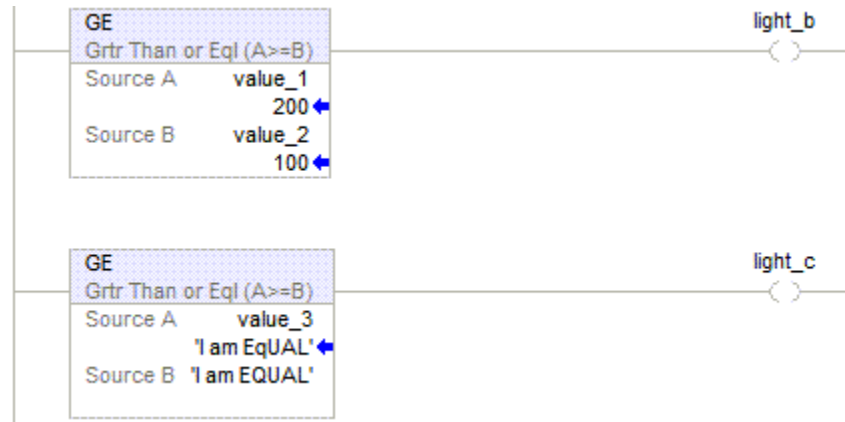 GE light_b
Grtr Than or Eql (A>=B)
Source A value_1
200
Source B value_2
100
GE light_c
Grtr Than or Eql (A>=B)
Source A value_3
'I am EqUAL'
Source B 'I am EQUAL'